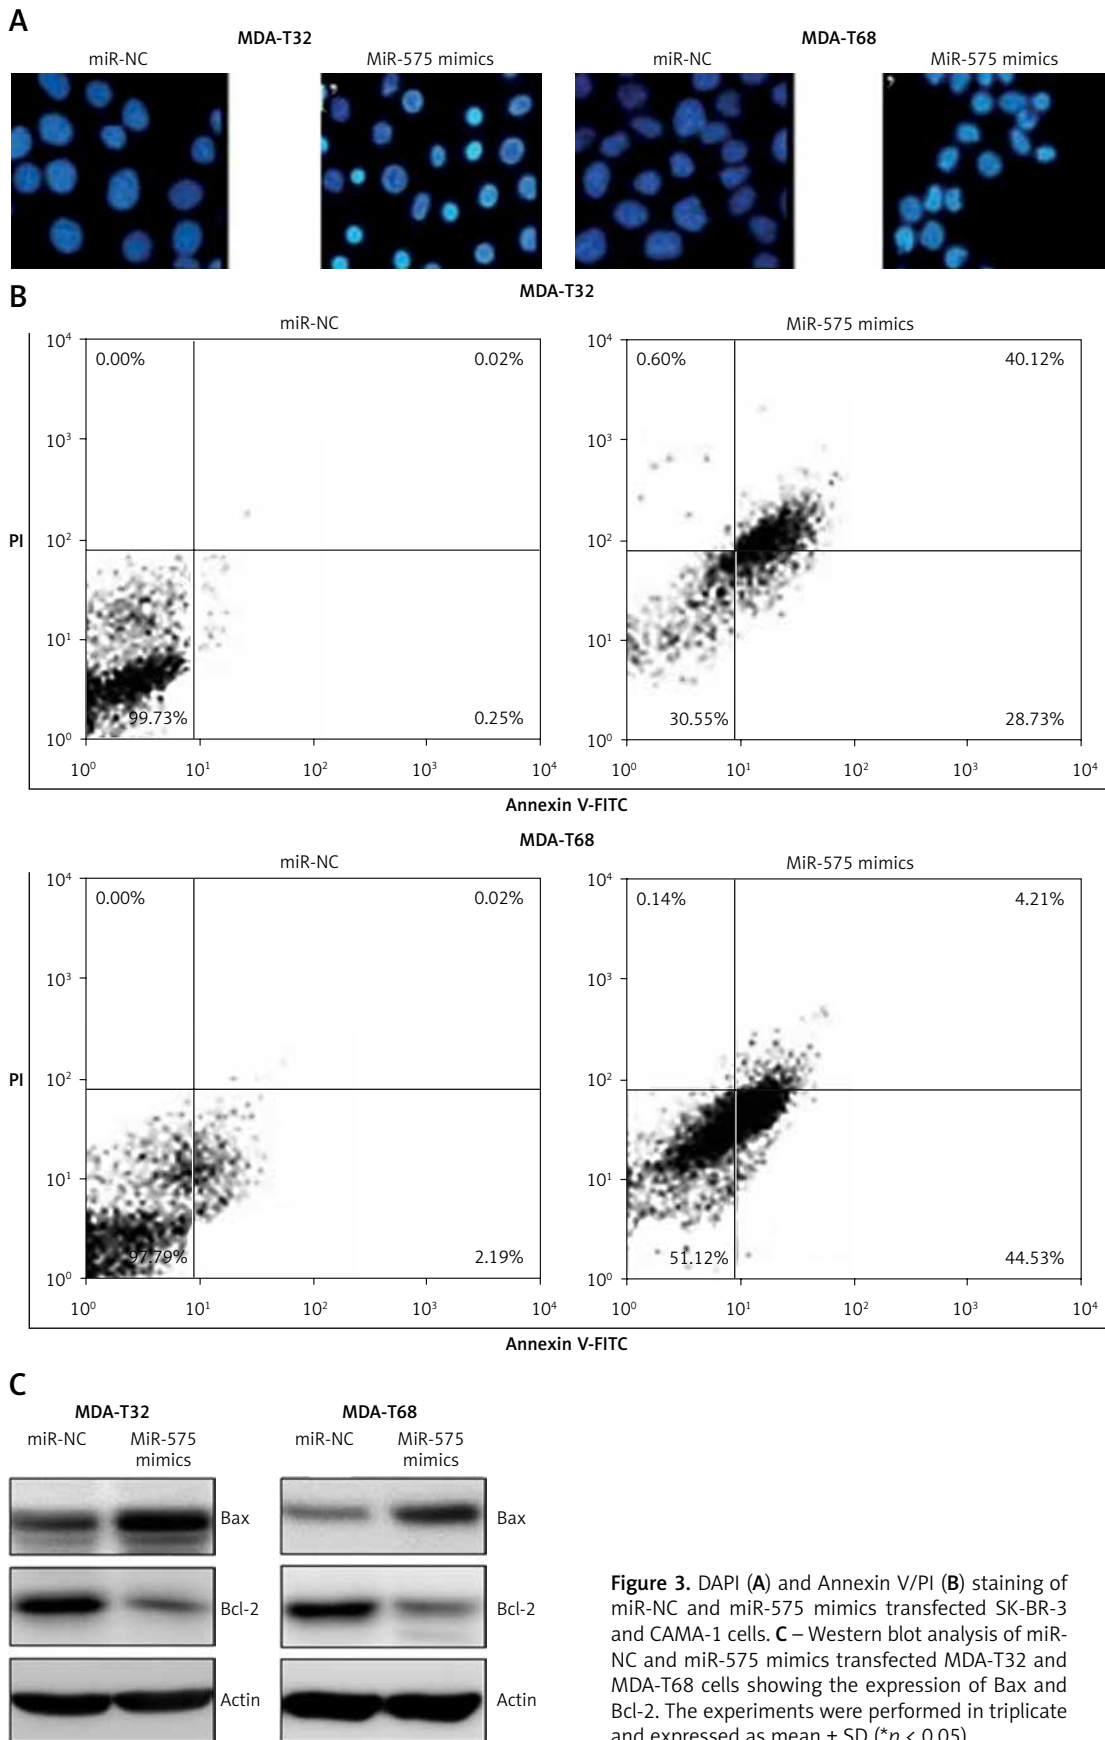 A
MDA-T32
MDA-T68
miR-NC
MiR-575 mimics
miR-NC
MiR-575 mimics
B
MDA-T32
miR-NC
MiR-575 mimics
10⁴
0.00%
0.02%
10⁴
0.60%
40.12%
10³
10³
PI
10²
10²
10¹
10¹
99.73%
0.25%
30.55%
28.73%
10⁰
10⁰
10⁰
10¹
10²
10³
10⁴
10⁰
10¹
10²
10³
10⁴
Annexin V-FITC
MDA-T68
miR-NC
MiR-575 mimics
10⁴
0.00%
0.02%
10⁴
0.14%
4.21%
10³
10³
PI
10²
10²
10¹
10¹
97.79%
2.19%
51.12%
44.53%
10⁰
10⁰
10⁰
10¹
10²
10³
10⁴
10⁰
10¹
10²
10³
10⁴
Annexin V-FITC
C
MDA-T32
MDA-T68
miR-NC
MiR-575
mimics
miR-NC
MiR-575
mimics
Bax
Bax
Bcl-2
Bcl-2
Actin
Actin
Figure 3. DAPI (A) and Annexin V/PI (B) staining of
miR-NC and miR-575 mimics transfected SK-BR-3
and CAMA-1 cells. C – Western blot analysis of miR-
NC and miR-575 mimics transfected MDA-T32 and
MDA-T68 cells showing the expression of Bax and
Bcl-2. The experiments were performed in triplicate
and expressed as mean ± SD (*p < 0.05)